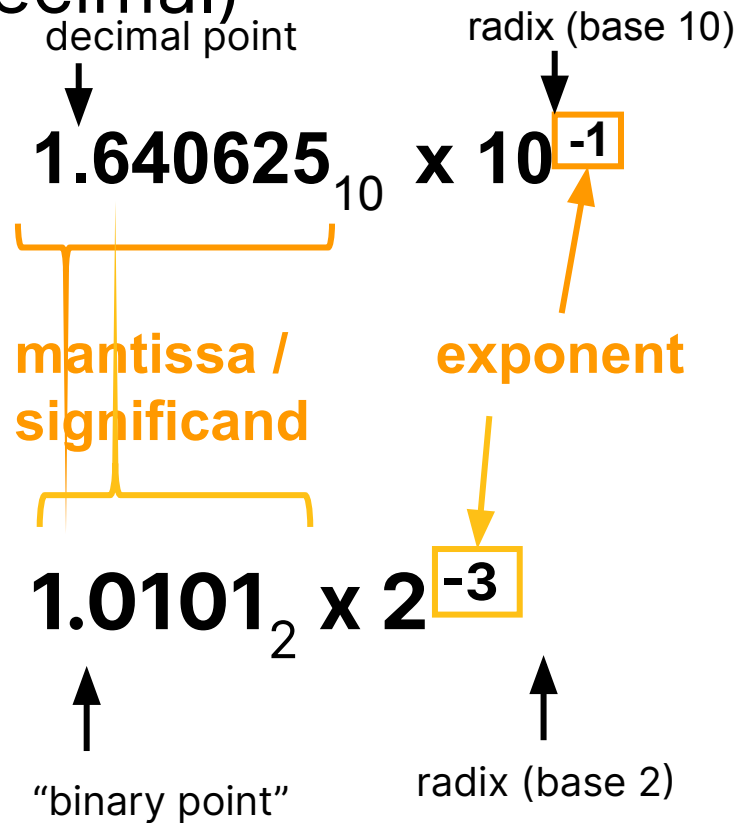 ecimal)
decimal point
radix (base 10)
1.640625₁₀ x 10⁻¹
mantissa /
significand
exponent
1.0101₂ x 2⁻³
“binary point”
radix (base 2)